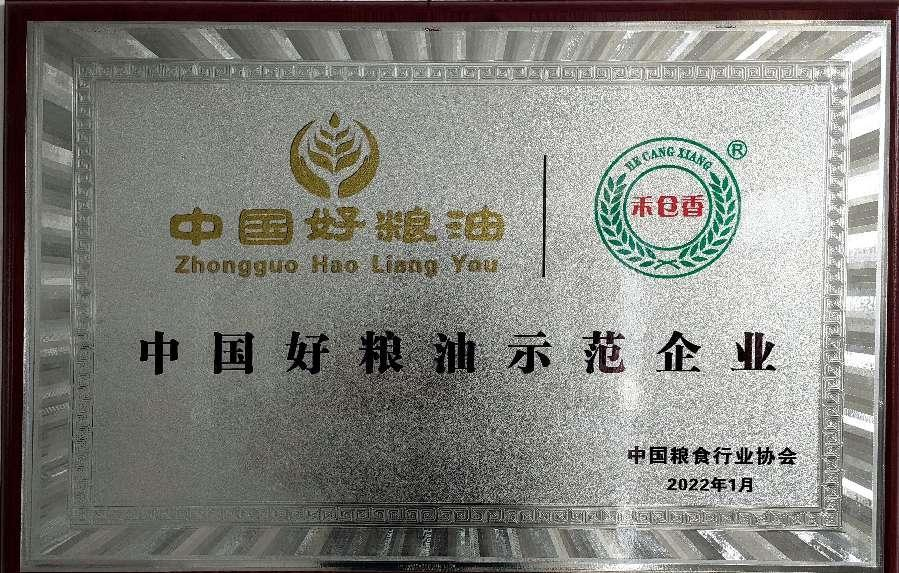 中国好粮油
Zhongguo Hao Liang You
HE CANG XIANG
®
禾仓香
中国好粮油示范企业
中国粮食行业协会
2022年1月